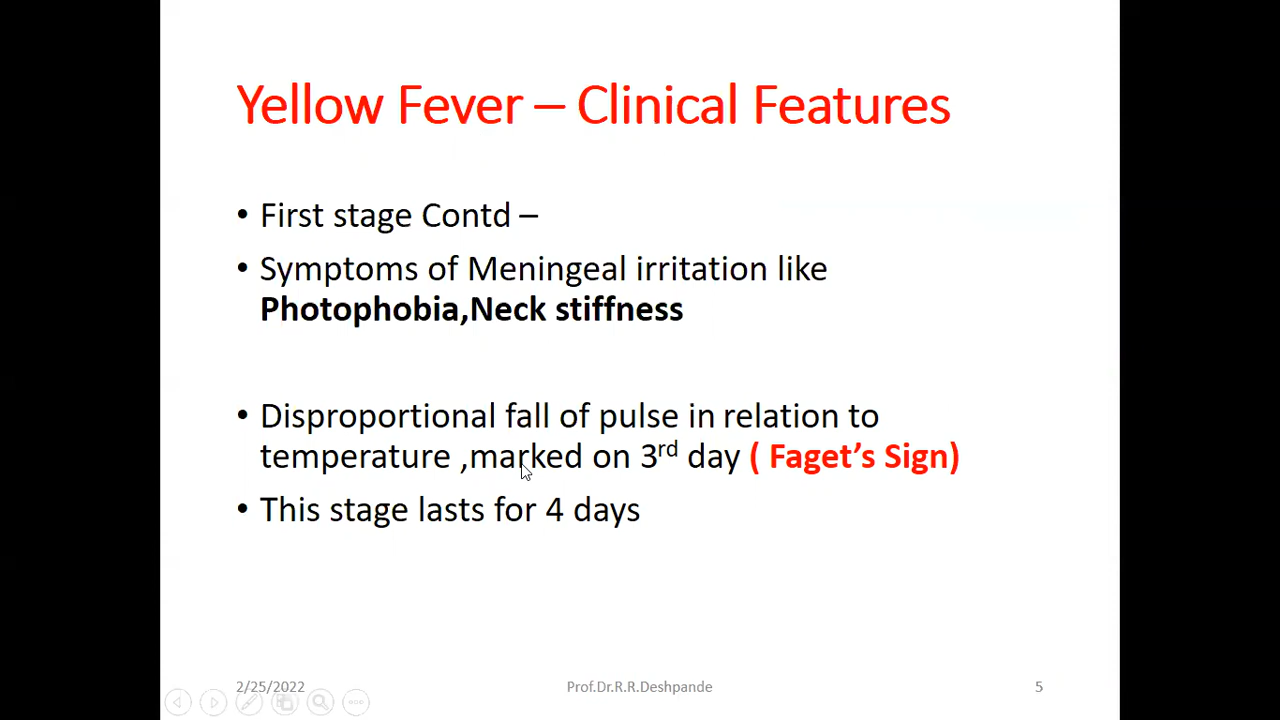 Yellow Fever – Clinical Features
• First stage Contd –
• Symptoms of Meningeal irritation like
Photophobia,Neck stiffness
• Disproportional fall of pulse in relation to
temperature ,marked on 3rd day ( Faget’s Sign)
• This stage lasts for 4 days
2/25/2022 Prof.Dr.R.R.Deshpande 5